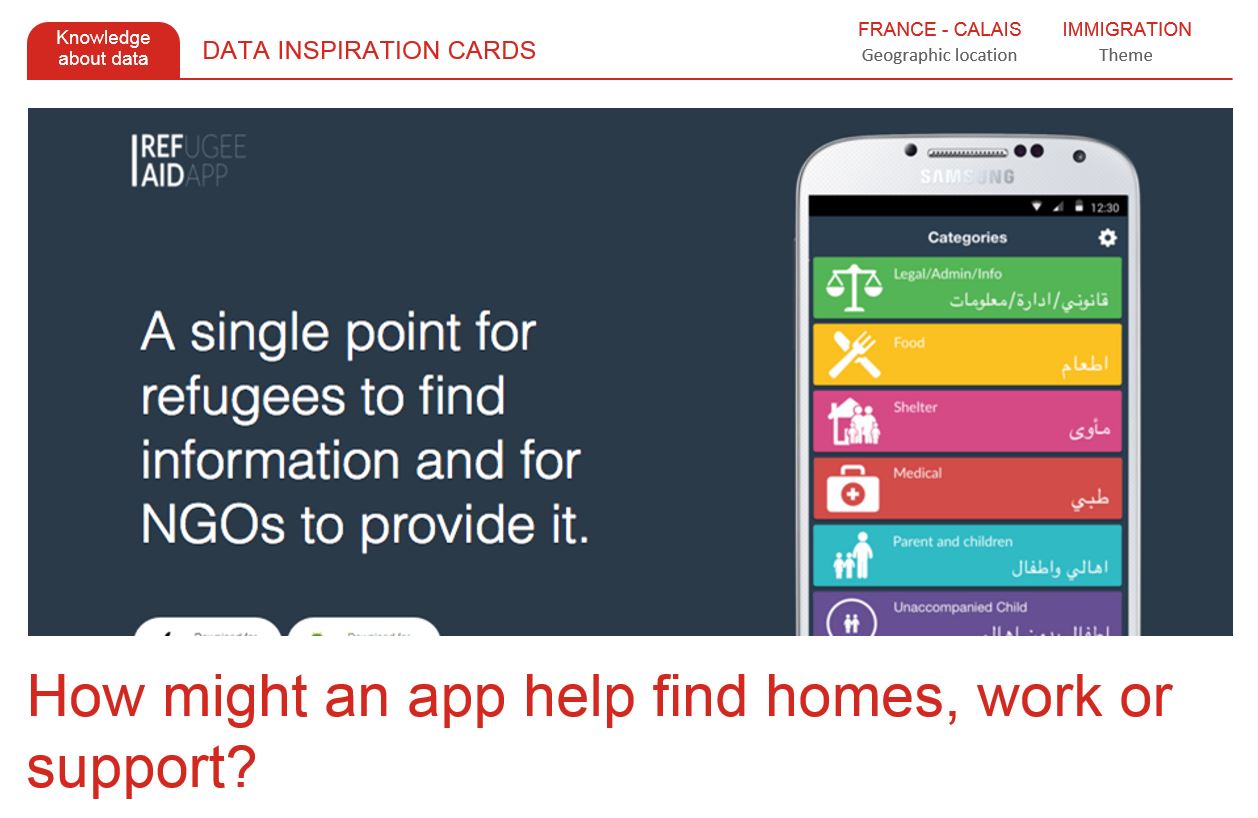 Knowledge
about data
DATA INSPIRATION CARDS
FRANCE - CALAIS
Geographic location
IMMIGRATION
Theme
REFUGEE
AIDAPP
A single point for
refugees to find
information and for
NGOs to provide it.
SAMSUNG
12:30
Categories
Legal/Admin/Info
قانوني/ادارة/معلومات
Food
اطعام
Shelter
مأوى
Medical
طبي
Parent and children
اهالي واطفال
Unaccompanied Child
How might an app help find homes, work or
support?